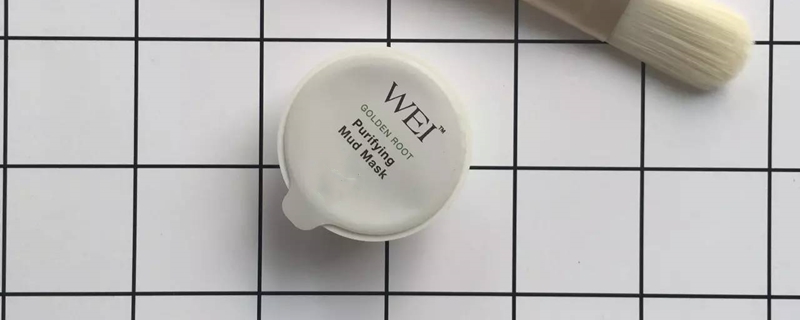 WEI™
GOLDEN ROOT
Purifying
Mud Mask